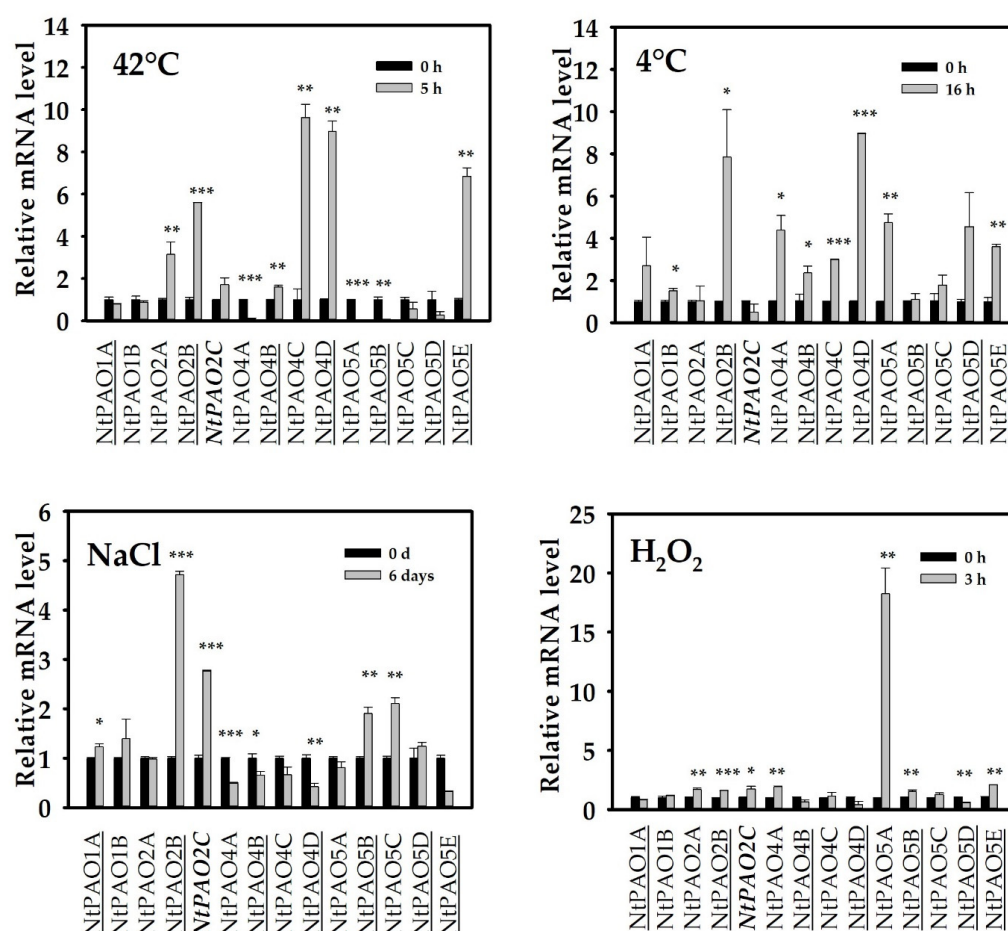 Relative mRNA level
14
12
10
8
6
4
2
0
42°C
0 h
5 h
** *** *** ** ** ** *** ** **
NtPAO1A
NtPAO1B
NtPAO2A
NtPAO2B
NtPAO2C
NtPAO4A
NtPAO4B
NtPAO4C
NtPAO4D
NtPAO5A
NtPAO5B
NtPAO5C
NtPAO5D
NtPAO5E
Relative mRNA level
14
12
10
8
6
4
2
0
4°C
0 h
16 h
* * * * *** *** ** **
NtPAO1A
NtPAO1B
NtPAO2A
NtPAO2B
NtPAO2C
NtPAO4A
NtPAO4B
NtPAO4C
NtPAO4D
NtPAO5A
NtPAO5B
NtPAO5C
NtPAO5D
NtPAO5E
Relative mRNA level
6
5
4
3
2
1
0
NaCl
0 d
6 days
* *** *** *** * ** ** **
NtPAO1A
NtPAO1B
NtPAO2A
NtPAO2B
NtPAO2C
NtPAO4A
NtPAO4B
NtPAO4C
NtPAO4D
NtPAO5A
NtPAO5B
NtPAO5C
NtPAO5D
NtPAO5E
Relative mRNA level
25
20
15
10
5
0
H₂O₂
0 h
3 h
** *** * ** ** ** ** **
NtPAO1A
NtPAO1B
NtPAO2A
NtPAO2B
NtPAO2C
NtPAO4A
NtPAO4B
NtPAO4C
NtPAO4D
NtPAO5A
NtPAO5B
NtPAO5C
NtPAO5D
NtPAO5E